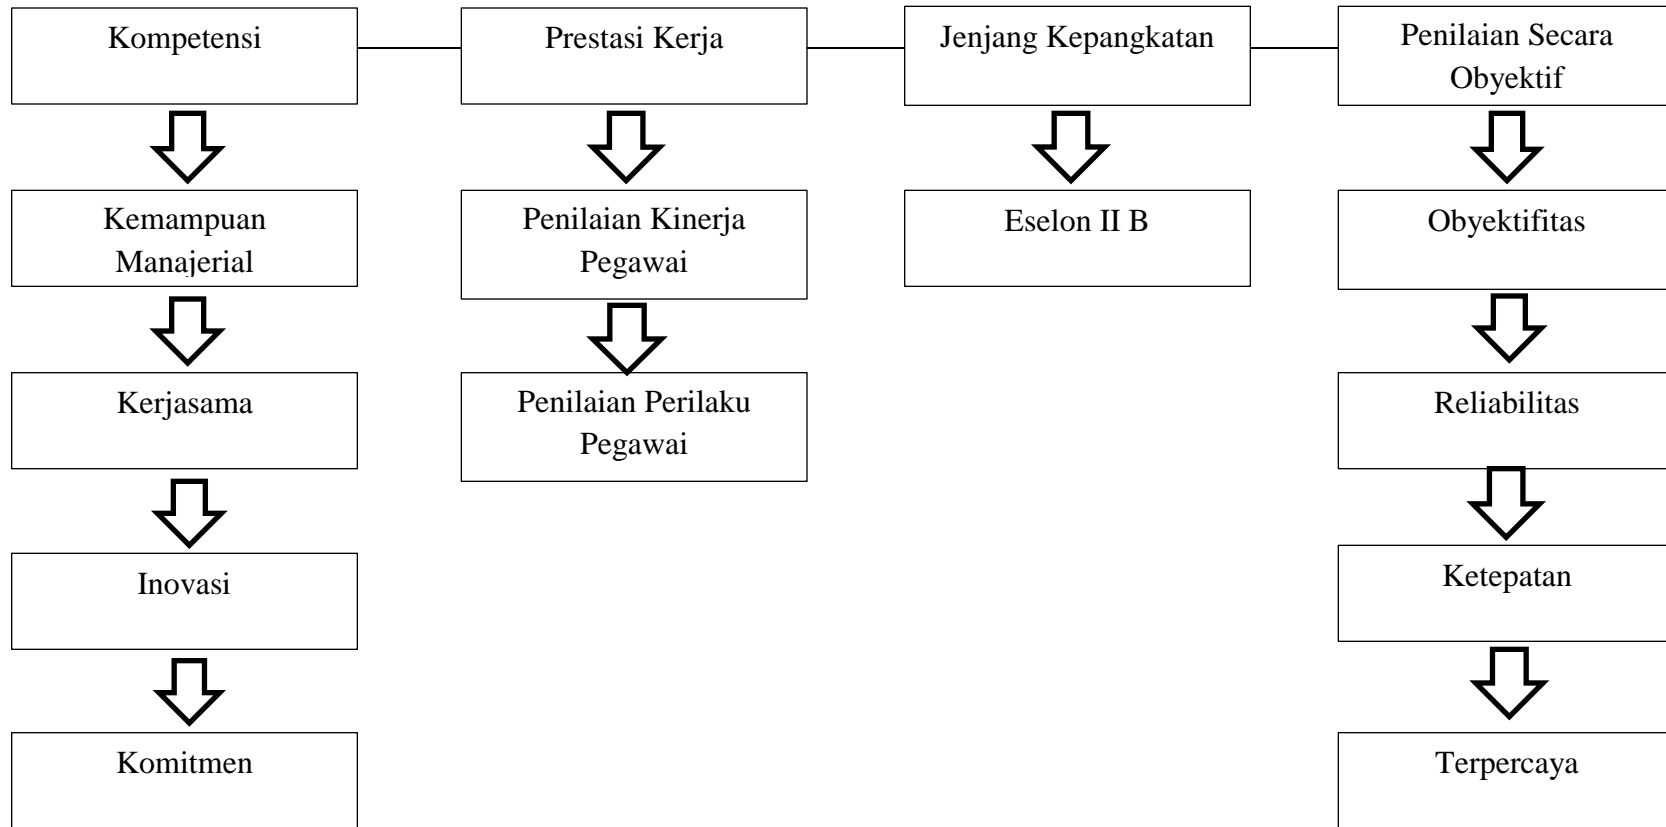 Kompetensi
Prestasi Kerja
Jenjang Kepangkatan
Penilaian Secara
Obyektif
Kemampuan
Manajerial
Penilaian Kinerja
Pegawai
Eselon II B
Obyektifitas
Kerjasama
Penilaian Perilaku
Pegawai
Reliabilitas
Inovasi
Ketepatan
Komitmen
Terpercaya